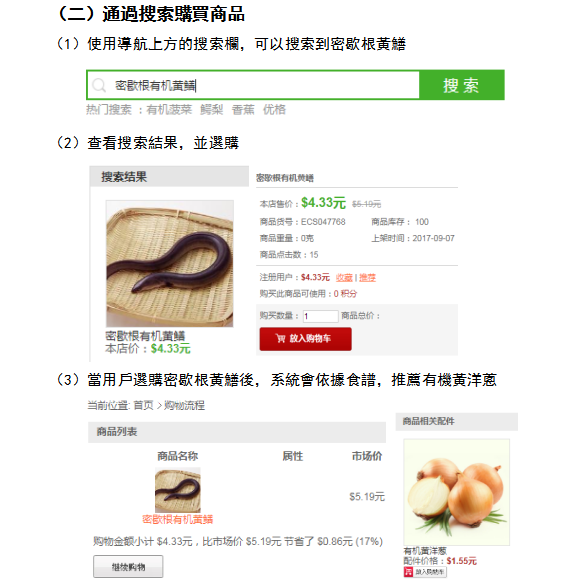 （二）通過搜索購買商品
（1）使用導航上方的搜索欄，可以搜索到密歇根黃鱔
密歇根有机黄鳝
搜 索
热门搜索 ：有机菠菜 鳄梨 香蕉 优格
（2）查看搜索結果，並選購
搜索结果
密歇根有机黄鳝
本店售价：$4.33元 $5.19元
商品货号：ECS047768 商品库存： 100
商品重量：0克 上架时间：2017-09-07
商品点击数：15
注册用户：$4.33元 收藏 | 推荐
购买此商品可使用：0 积分
购买数量： 1 商品总价：
放入购物车
密歇根有机黄鳝
本店价：$4.33元
（3）當用戶選購密歇根黃鱔後，系統會依據食譜，推薦有機黃洋蔥
当前位置: 首页 > 购物流程
商品列表
商品名称 属性 市场价
$5.19元
密歇根有机黄鳝
购物金额小计 $4.33元，比市场价 $5.19元 节省了 $0.86元 (17%)
继续购物
商品相关配件
有机黄洋葱
配件价格：$1.55元
放入购物车